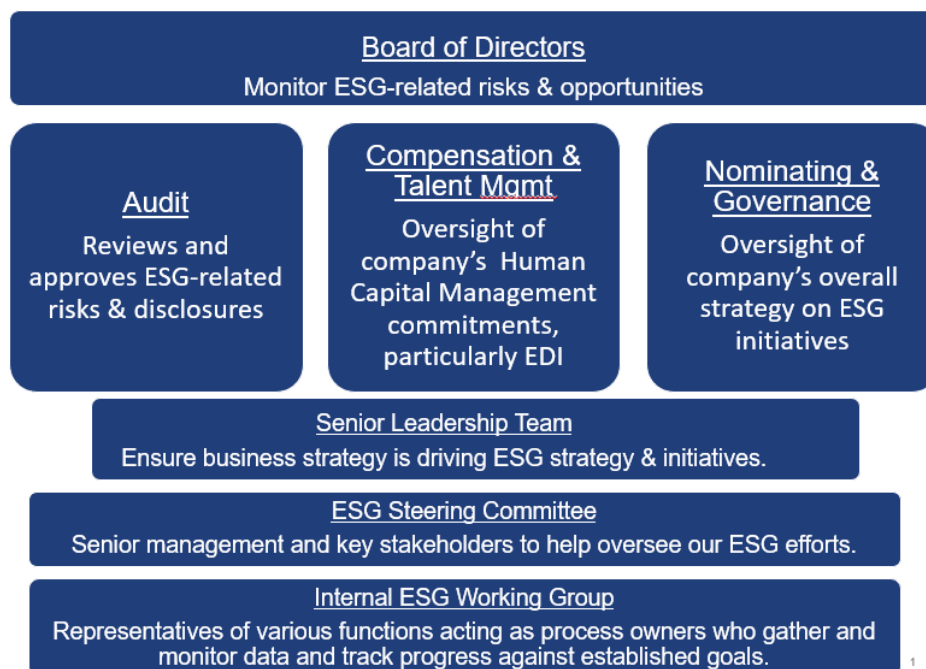 Board of Directors
Monitor ESG-related risks & opportunities
Audit
Reviews and
approves ESG-related
risks & disclosures
Compensation &
Talent Mgmt
Oversight of
company’s Human
Capital Management
commitments,
particularly EDI
Nominating &
Governance
Oversight of
company’s overall
strategy on ESG
initiatives
Senior Leadership Team
Ensure business strategy is driving ESG strategy & initiatives.
ESG Steering Committee
Senior management and key stakeholders to help oversee our ESG efforts.
Internal ESG Working Group
Representatives of various functions acting as process owners who gather and
monitor data and track progress against established goals.
1